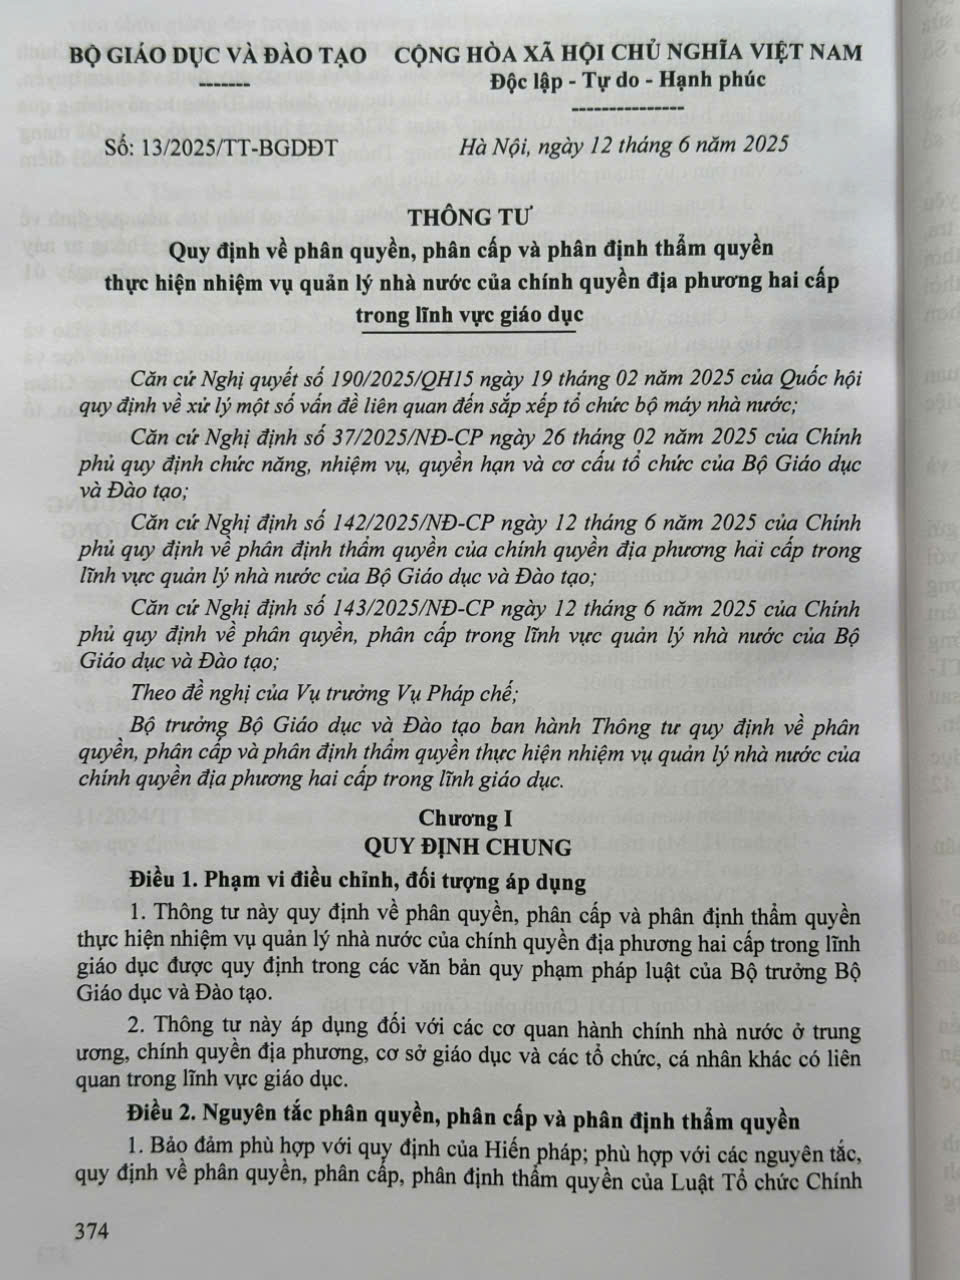 BỘ GIÁO DỤC VÀ ĐÀO TẠO CỘNG HÒA XÃ HỘI CHỦ NGHĨA VIỆT NAM
------- Độc lập - Tự do - Hạnh phúc
---------------
Số: 13/2025/TT-BGDĐT Hà Nội, ngày 12 tháng 6 năm 2025
THÔNG TƯ
Quy định về phân quyền, phân cấp và phân định thẩm quyền
thực hiện nhiệm vụ quản lý nhà nước của chính quyền địa phương hai cấp
trong lĩnh vực giáo dục
Căn cứ Nghị quyết số 190/2025/QH15 ngày 19 tháng 02 năm 2025 của Quốc hội
quy định về xử lý một số vấn đề liên quan đến sắp xếp tổ chức bộ máy nhà nước;
Căn cứ Nghị định số 37/2025/NĐ-CP ngày 26 tháng 02 năm 2025 của Chính
phủ quy định chức năng, nhiệm vụ, quyền hạn và cơ cấu tổ chức của Bộ Giáo dục
và Đào tạo;
Căn cứ Nghị định số 142/2025/NĐ-CP ngày 12 tháng 6 năm 2025 của Chính
phủ quy định về phân định thẩm quyền của chính quyền địa phương hai cấp trong
lĩnh vực quản lý nhà nước của Bộ Giáo dục và Đào tạo;
Căn cứ Nghị định số 143/2025/NĐ-CP ngày 12 tháng 6 năm 2025 của Chính
phủ quy định về phân quyền, phân cấp trong lĩnh vực quản lý nhà nước của Bộ
Giáo dục và Đào tạo;
Theo đề nghị của Vụ trưởng Vụ Pháp chế;
Bộ trưởng Bộ Giáo dục và Đào tạo ban hành Thông tư quy định về phân
quyền, phân cấp và phân định thẩm quyền thực hiện nhiệm vụ quản lý nhà nước của
chính quyền địa phương hai cấp trong lĩnh giáo dục.
Chương I
QUY ĐỊNH CHUNG
Điều 1. Phạm vi điều chỉnh, đối tượng áp dụng
1. Thông tư này quy định về phân quyền, phân cấp và phân định thẩm quyền
thực hiện nhiệm vụ quản lý nhà nước của chính quyền địa phương hai cấp trong lĩnh
giáo dục được quy định trong các văn bản quy phạm pháp luật của Bộ trưởng Bộ
Giáo dục và Đào tạo.
2. Thông tư này áp dụng đối với các cơ quan hành chính nhà nước ở trung
ương, chính quyền địa phương, cơ sở giáo dục và các tổ chức, cá nhân khác có liên
quan trong lĩnh vực giáo dục.
Điều 2. Nguyên tắc phân quyền, phân cấp và phân định thẩm quyền
1. Bảo đảm phù hợp với quy định của Hiến pháp; phù hợp với các nguyên tắc,
quy định về phân quyền, phân cấp, phân định thẩm quyền của Luật Tổ chức Chính
374